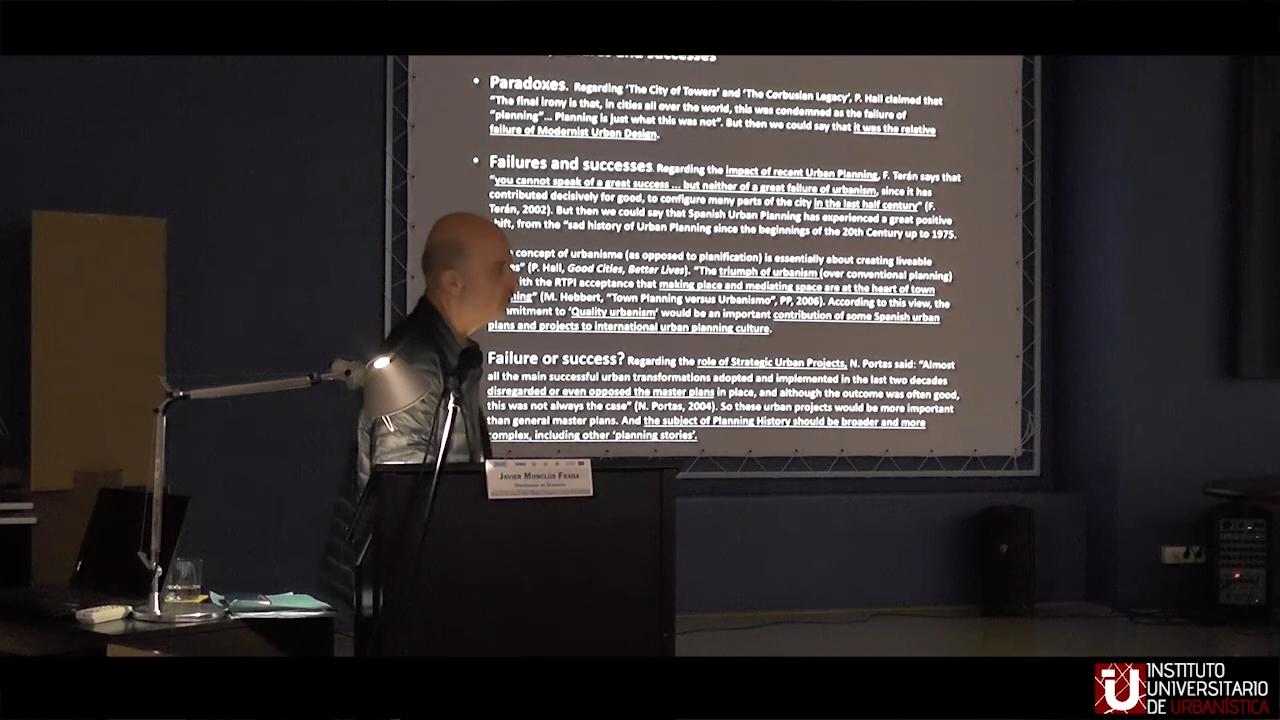 and successes
• Paradoxes. Regarding 'The City of Towers' and 'The Corbusian Legacy', P. Hall claimed that
"The final irony is that, in cities all over the world, this was condemned as the failure of
"planning"... Planning is just what this was not". But then we could say that it was the relative
failure of Modernist Urban Design.
• Failures and successes. Regarding the impact of recent Urban Planning, F. Terán says that
"you cannot speak of a great success ... but neither of a great failure of urbanism, since it has
contributed decisively for good, to configure many parts of the city in the last half century" (F.
Terán, 2002). But then we could say that Spanish Urban Planning has experienced a great positive
shift, from the "sad history of Urban Planning since the beginnings of the 20th Century up to 1975.
concept of urbanisme (as opposed to planification) is essentially about creating liveable
(P. Hall, Good Cities, Better Lives). "The triumph of urbanism (over conventional planning)
ith the RTPI acceptance that making place and mediating space are at the heart of town
ning" (M. Hebbert, "Town Planning versus Urbanismo", PP, 2006). According to this view, the
mmitment to 'Quality urbanism' would be an important contribution of some Spanish urban
plans and projects to international urban planning culture.
Failure or success? Regarding the role of Strategic Urban Projects, N. Portas said: "Almost
all the main successful urban transformations adopted and implemented in the last two decades
disregarded or even opposed the master plans in place, and although the outcome was often good,
this was not always the case" (N. Portas, 2004). So these urban projects would be more important
than general master plans. And the subject of Planning History should be broader and more
complex, including other 'planning stories'.
JAVIER MONCLÚS FRAGA
INSTITUTO
UNIVERSITARIO
DE URBANÍSTICA